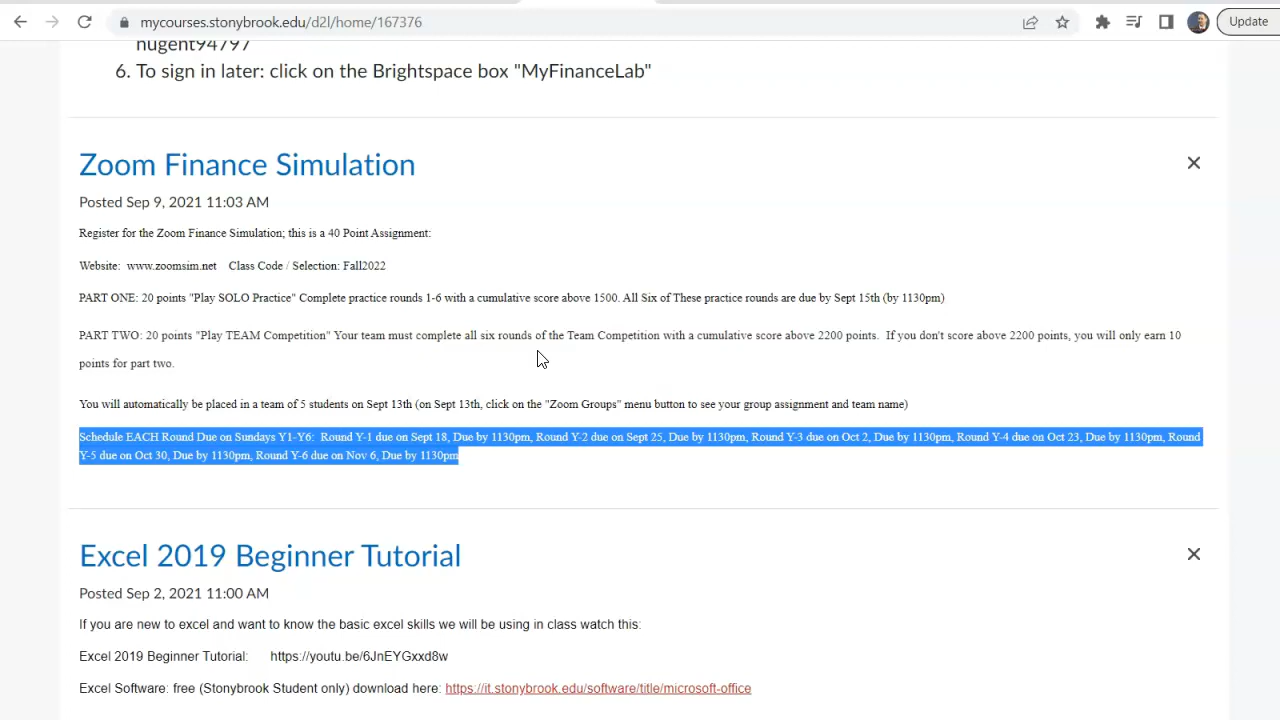 mycourses.stonybrook.edu/d2l/home/167376
Update
nugent94797
6. To sign in later: click on the Brightspace box "MyFinanceLab"
Zoom Finance Simulation
Posted Sep 9, 2021 11:03 AM
Register for the Zoom Finance Simulation; this is a 40 Point Assignment:
Website: www.zoomsim.net Class Code / Selection: Fall2022
PART ONE: 20 points "Play SOLO Practice" Complete practice rounds 1-6 with a cumulative score above 1500. All Six of These practice rounds are due by Sept 15th (by 1130pm)
PART TWO: 20 points "Play TEAM Competition" Your team must complete all six rounds of the Team Competition with a cumulative score above 2200 points. If you don't score above 2200 points, you will only earn 10
points for part two.
You will automatically be placed in a team of 5 students on Sept 13th (on Sept 13th, click on the "Zoom Groups" menu button to see your group assignment and team name)
Schedule EACH Round Due on Sundays Y1-Y6: Round Y-1 due on Sept 18, Due by 1130pm, Round Y-2 due on Sept 25, Due by 1130pm, Round Y-3 due on Oct 2, Due by 1130pm, Round Y-4 due on Oct 23, Due by 1130pm, Round
Y-5 due on Oct 30, Due by 1130pm, Round Y-6 due on Nov 6, Due by 1130pm
Excel 2019 Beginner Tutorial
Posted Sep 2, 2021 11:00 AM
If you are new to excel and want to know the basic excel skills we will be using in class watch this:
Excel 2019 Beginner Tutorial: https://youtu.be/6JnEYGxxd8w
Excel Software: free (Stonybrook Student only) download here: https://it.stonybrook.edu/software/title/microsoft-office